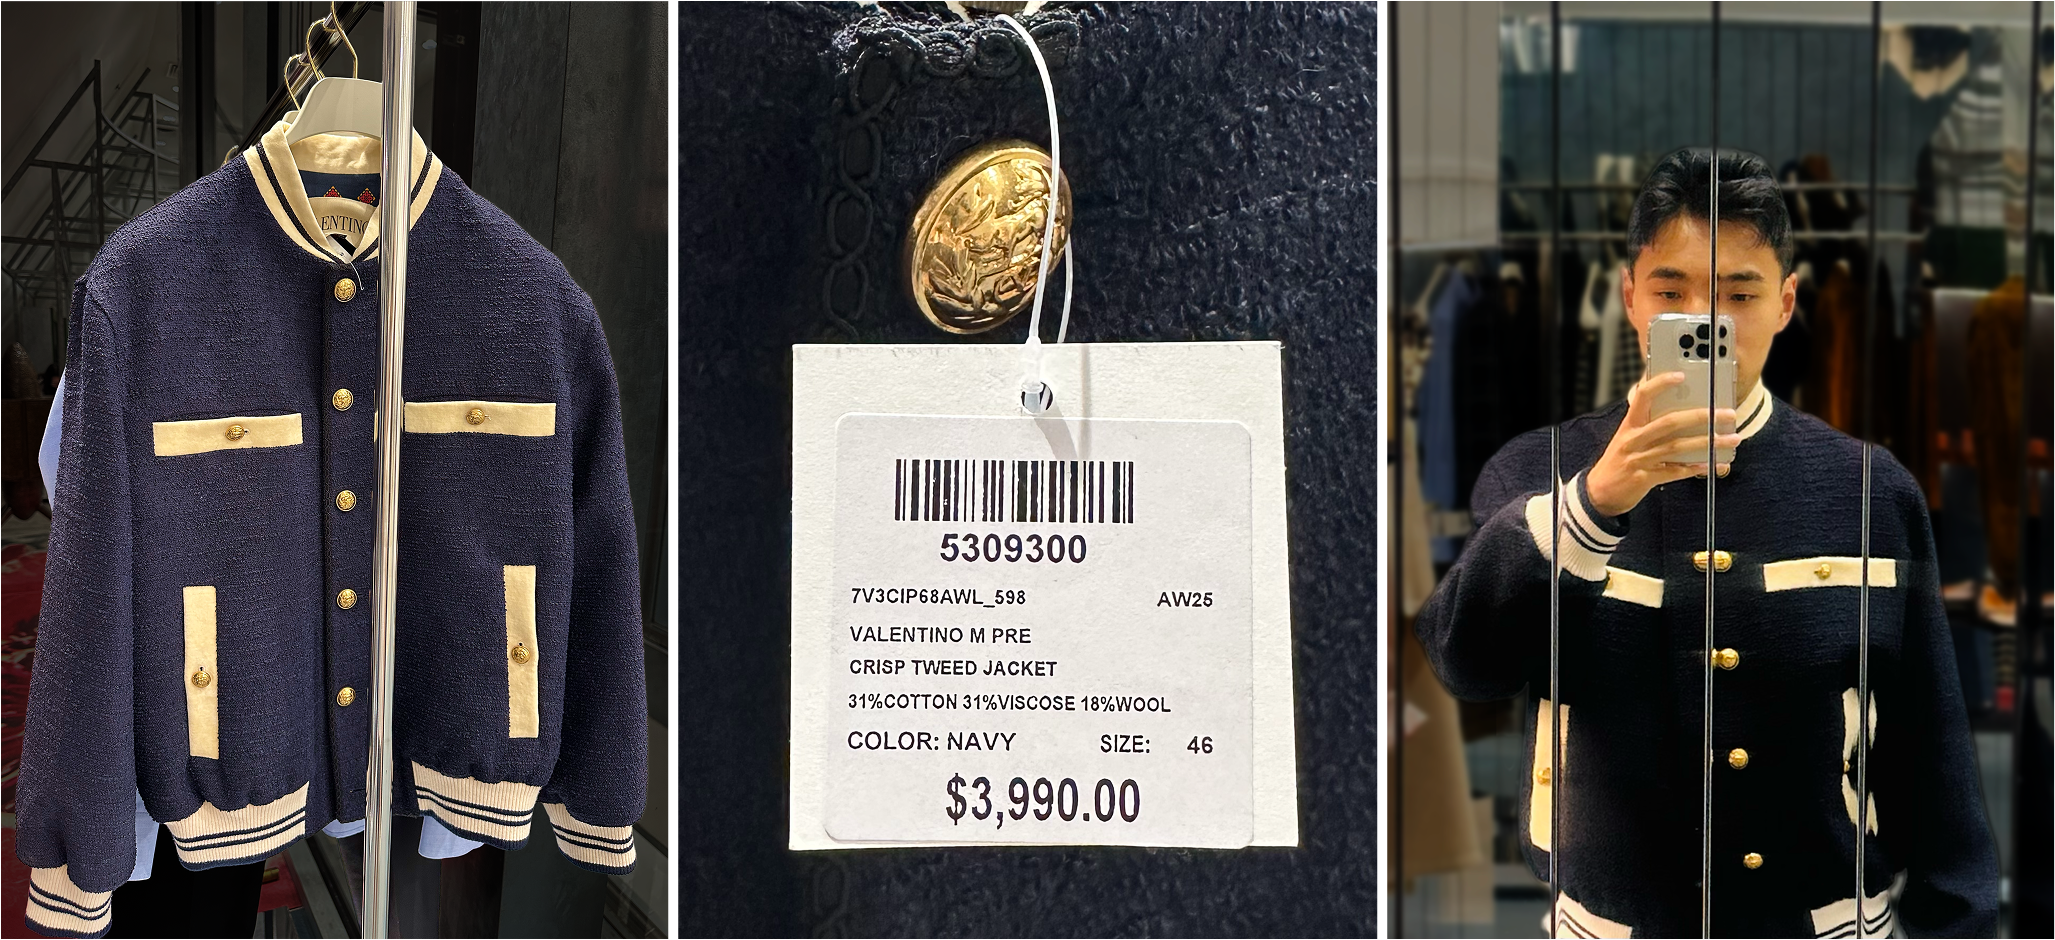 ENTINO
5309300
7V3CIP68AWL_598 AW25
VALENTINO M PRE
CRISP TWEED JACKET
31%COTTON 31%VISCOSE 18%WOOL
COLOR: NAVY SIZE: 46
$3,990.00